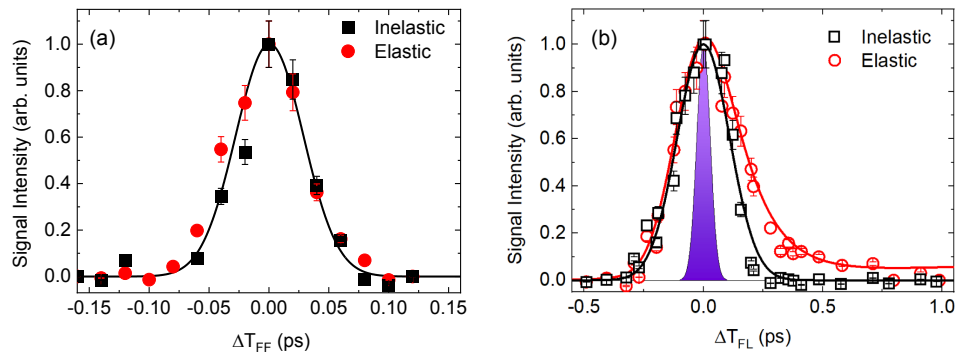 (a)
Inelastic
Elastic
Signal Intensity (arb. units)
1.0
0.8
0.6
0.4
0.2
0.0
-0.15 -0.10 -0.05 0.00 0.05 0.10 0.15
ΔT_FF (ps)
(b)
Inelastic
Elastic
Signal Intensity (arb. units)
1.0
0.8
0.6
0.4
0.2
0.0
-0.5 0.0 0.5 1.0
ΔT_FL (ps)